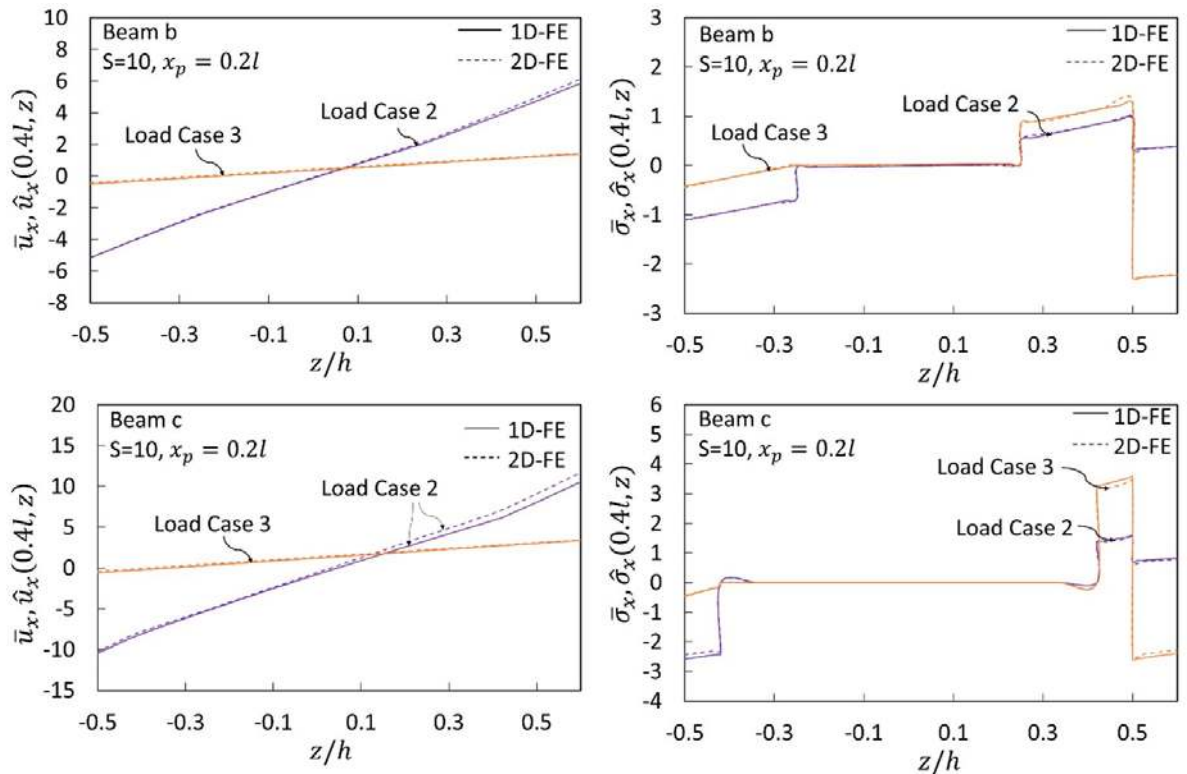 Beam b
S=10, x_p = 0.2l
1D-FE
2D-FE
Load Case 2
Load Case 3
ū_x, û_x(0.4l, z)
10
8
6
4
2
0
-2
-4
-6
-8
-0.5
-0.3
-0.1
0.1
0.3
0.5
z/h
Beam b
S=10, x_p = 0.2l
1D-FE
2D-FE
Load Case 2
Load Case 3
σ̄_x, σ̂_x(0.4l, z)
3
2
1
0
-1
-2
-3
-0.5
-0.3
-0.1
0.1
0.3
0.5
z/h
Beam c
S=10, x_p = 0.2l
1D-FE
2D-FE
Load Case 2
Load Case 3
ū_x, û_x(0.4l, z)
20
15
10
5
0
-5
-10
-15
-0.5
-0.3
-0.1
0.1
0.3
0.5
z/h
Beam c
S=10, x_p = 0.2l
1D-FE
2D-FE
Load Case 3
Load Case 2
σ̄_x, σ̂_x(0.4l, z)
6
5
4
3
2
1
0
-1
-2
-3
-4
-0.5
-0.3
-0.1
0.1
0.3
0.5
z/h